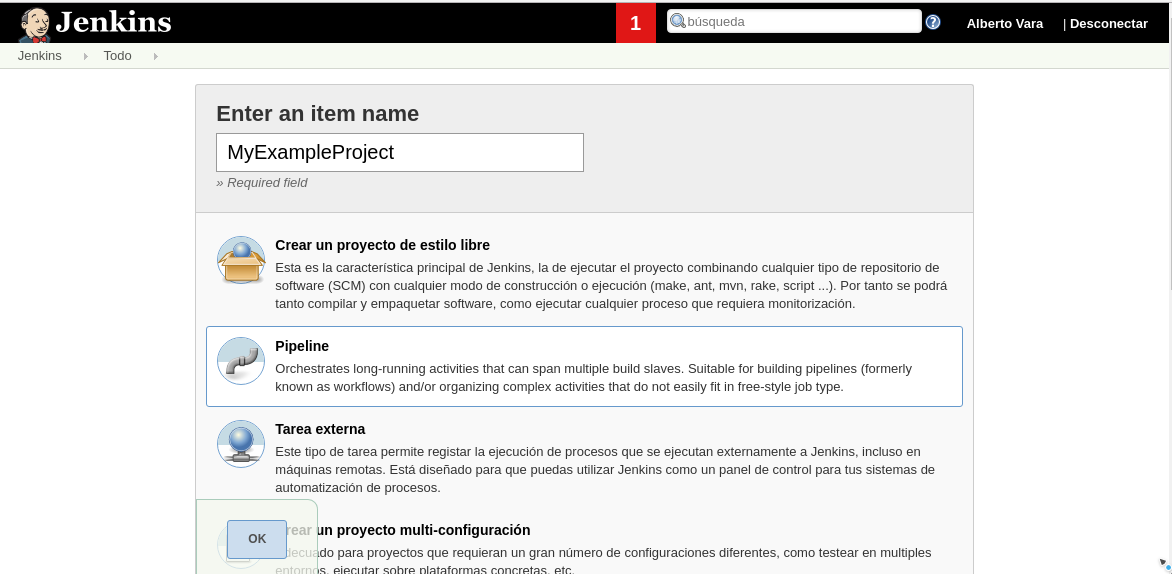 Jenkins
1
búsqueda
?
Alberto Vara
| Desconectar
Jenkins
Todo
Enter an item name
MyExampleProject
» Required field
Crear un proyecto de estilo libre
Esta es la característica principal de Jenkins, la de ejecutar el proyecto combinando cualquier tipo de repositorio de
software (SCM) con cualquier modo de construcción o ejecución (make, ant, mvn, rake, script ...). Por tanto se podrá
tanto compilar y empaquetar software, como ejecutar cualquier proceso que requiera monitorización.
Pipeline
Orchestrates long-running activities that can span multiple build slaves. Suitable for building pipelines (formerly
known as workflows) and/or organizing complex activities that do not easily fit in free-style job type.
Tarea externa
Este tipo de tarea permite registar la ejecución de procesos que se ejecutan externamente a Jenkins, incluso en
máquinas remotas. Está diseñado para que puedas utilizar Jenkins como un panel de control para tus sistemas de
automatización de procesos.
Crear un proyecto multi-configuración
Adecuado para proyectos que requieran un gran número de configuraciones diferentes, como testear en multiples
entornos, ejecutar sobre plataformas concretas, etc.
OK